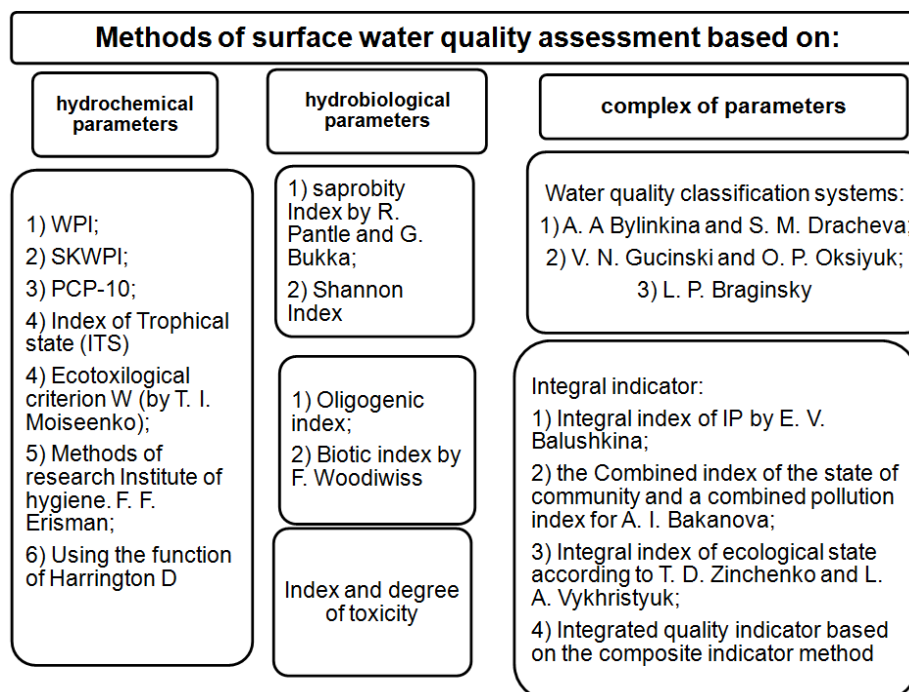 Methods of surface water quality assessment based on:
hydrochemical
parameters
1) WPI;
2) SKWPI;
3) PCP-10;
4) Index of Trophical
state (ITS)
4) Ecotoxilogical
criterion W (by T. I.
Moiseenko);
5) Methods of
research Institute of
hygiene. F. F.
Erisman;
6) Using the function
of Harrington D
hydrobiological
parameters
1) saprobity
Index by R.
Pantle and G.
Bukka;
2) Shannon
Index
1) Oligogenic
index;
2) Biotic index by
F. Woodiwiss
Index and degree
of toxicity
complex of parameters
Water quality classification systems:
1) A. A Bylinkina and S. M. Dracheva;
2) V. N. Gucinski and O. P. Oksiyuk;
3) L. P. Braginsky
Integral indicator:
1) Integral index of IP by E. V.
Balushkina;
2) the Combined index of the state of
community and a combined pollution
index for A. I. Bakanova;
3) Integral index of ecological state
according to T. D. Zinchenko and L.
A. Vykhristyuk;
4) Integrated quality indicator based
on the composite indicator method